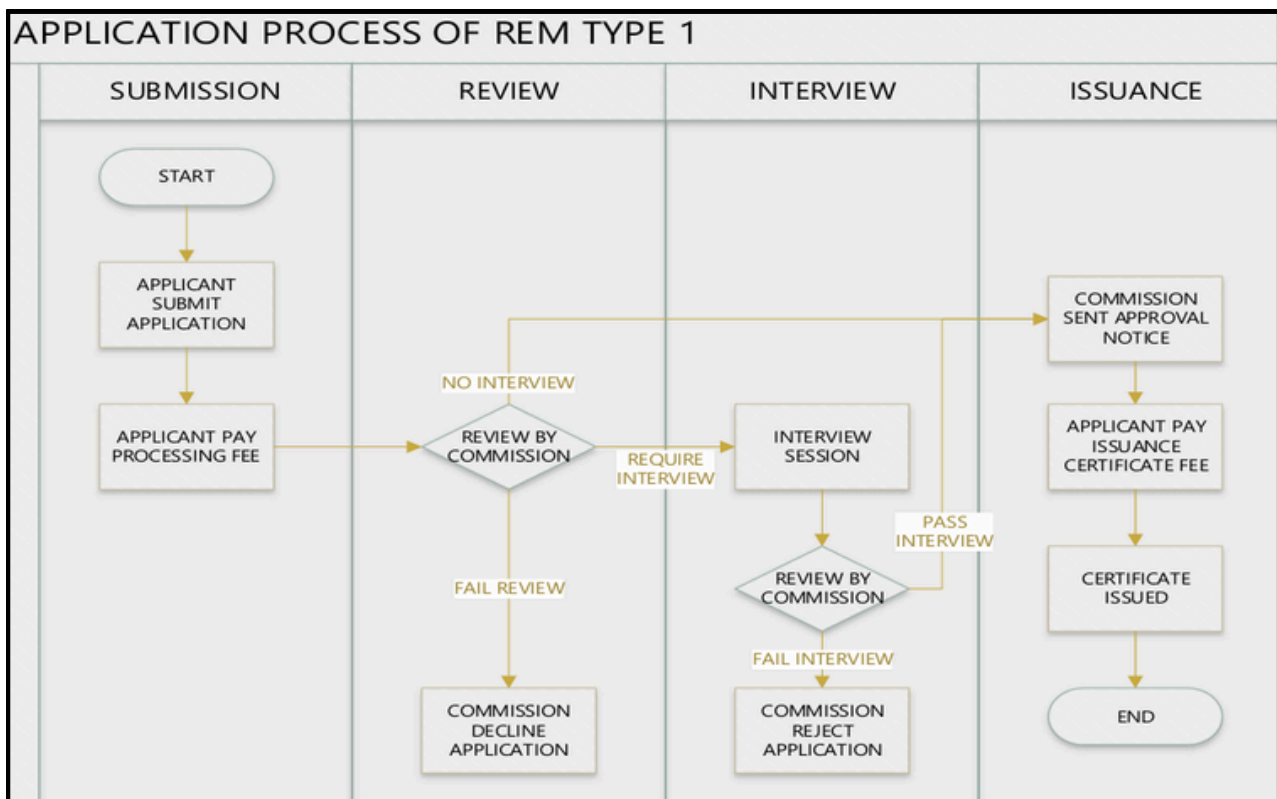 APPLICATION PROCESS OF REM TYPE 1
SUBMISSION
REVIEW
INTERVIEW
ISSUANCE
START
APPLICANT
SUBMIT
APPLICATION
APPLICANT PAY
PROCESSING FEE
NO INTERVIEW
REVIEW BY
COMMISSION
REQUIRE
INTERVIEW
FAIL REVIEW
COMMISSION
DECLINE
APPLICATION
INTERVIEW
SESSION
PASS
INTERVIEW
REVIEW BY
COMMISSION
FAIL INTERVIEW
COMMISSION
REJECT
APPLICATION
COMMISSION
SENT APPROVAL
NOTICE
APPLICANT PAY
ISSUANCE
CERTIFICATE FEE
CERTIFICATE
ISSUED
END